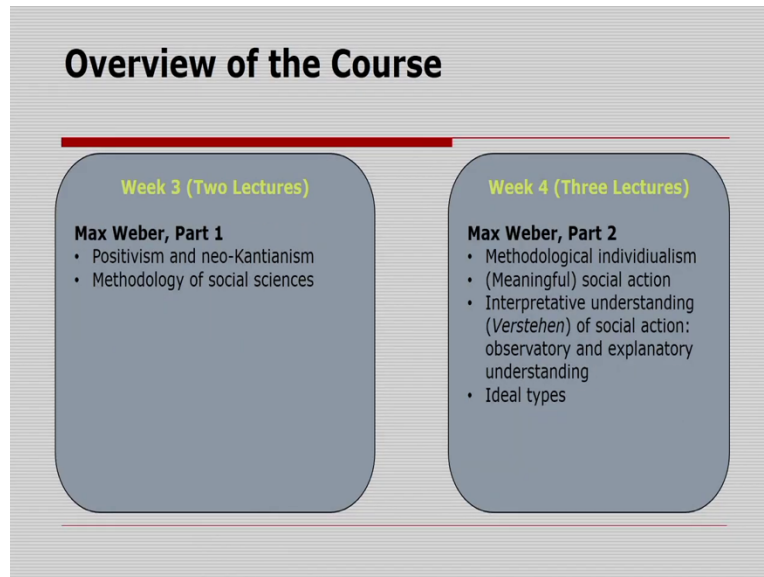 Overview of the Course
Week 3 (Two Lectures)
Max Weber, Part 1
• Positivism and neo-Kantianism
• Methodology of social sciences
Week 4 (Three Lectures)
Max Weber, Part 2
• Methodological individiualism
• (Meaningful) social action
• Interpretative understanding
(Verstehen) of social action:
observatory and explanatory
understanding
• Ideal types